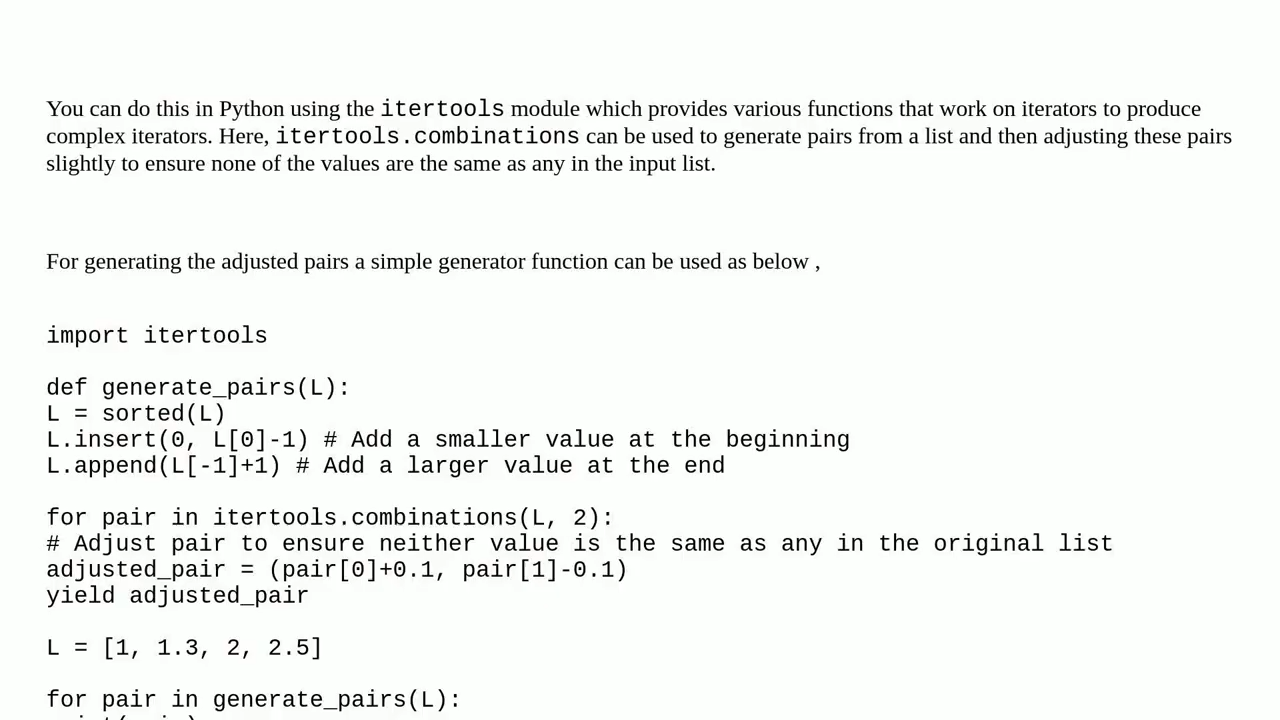 You can do this in Python using the itertools module which provides various functions that work on iterators to produce
complex iterators. Here, itertools.combinations can be used to generate pairs from a list and then adjusting these pairs
slightly to ensure none of the values are the same as any in the input list.
For generating the adjusted pairs a simple generator function can be used as below ,
import itertools
def generate_pairs(L):
L = sorted(L)
L.insert(0, L[0]-1) # Add a smaller value at the beginning
L.append(L[-1]+1) # Add a larger value at the end
for pair in itertools.combinations(L, 2):
# Adjust pair to ensure neither value is the same as any in the original list
adjusted_pair = (pair[0]+0.1, pair[1]-0.1)
yield adjusted_pair
L = [1, 1.3, 2, 2.5]
for pair in generate_pairs(L):